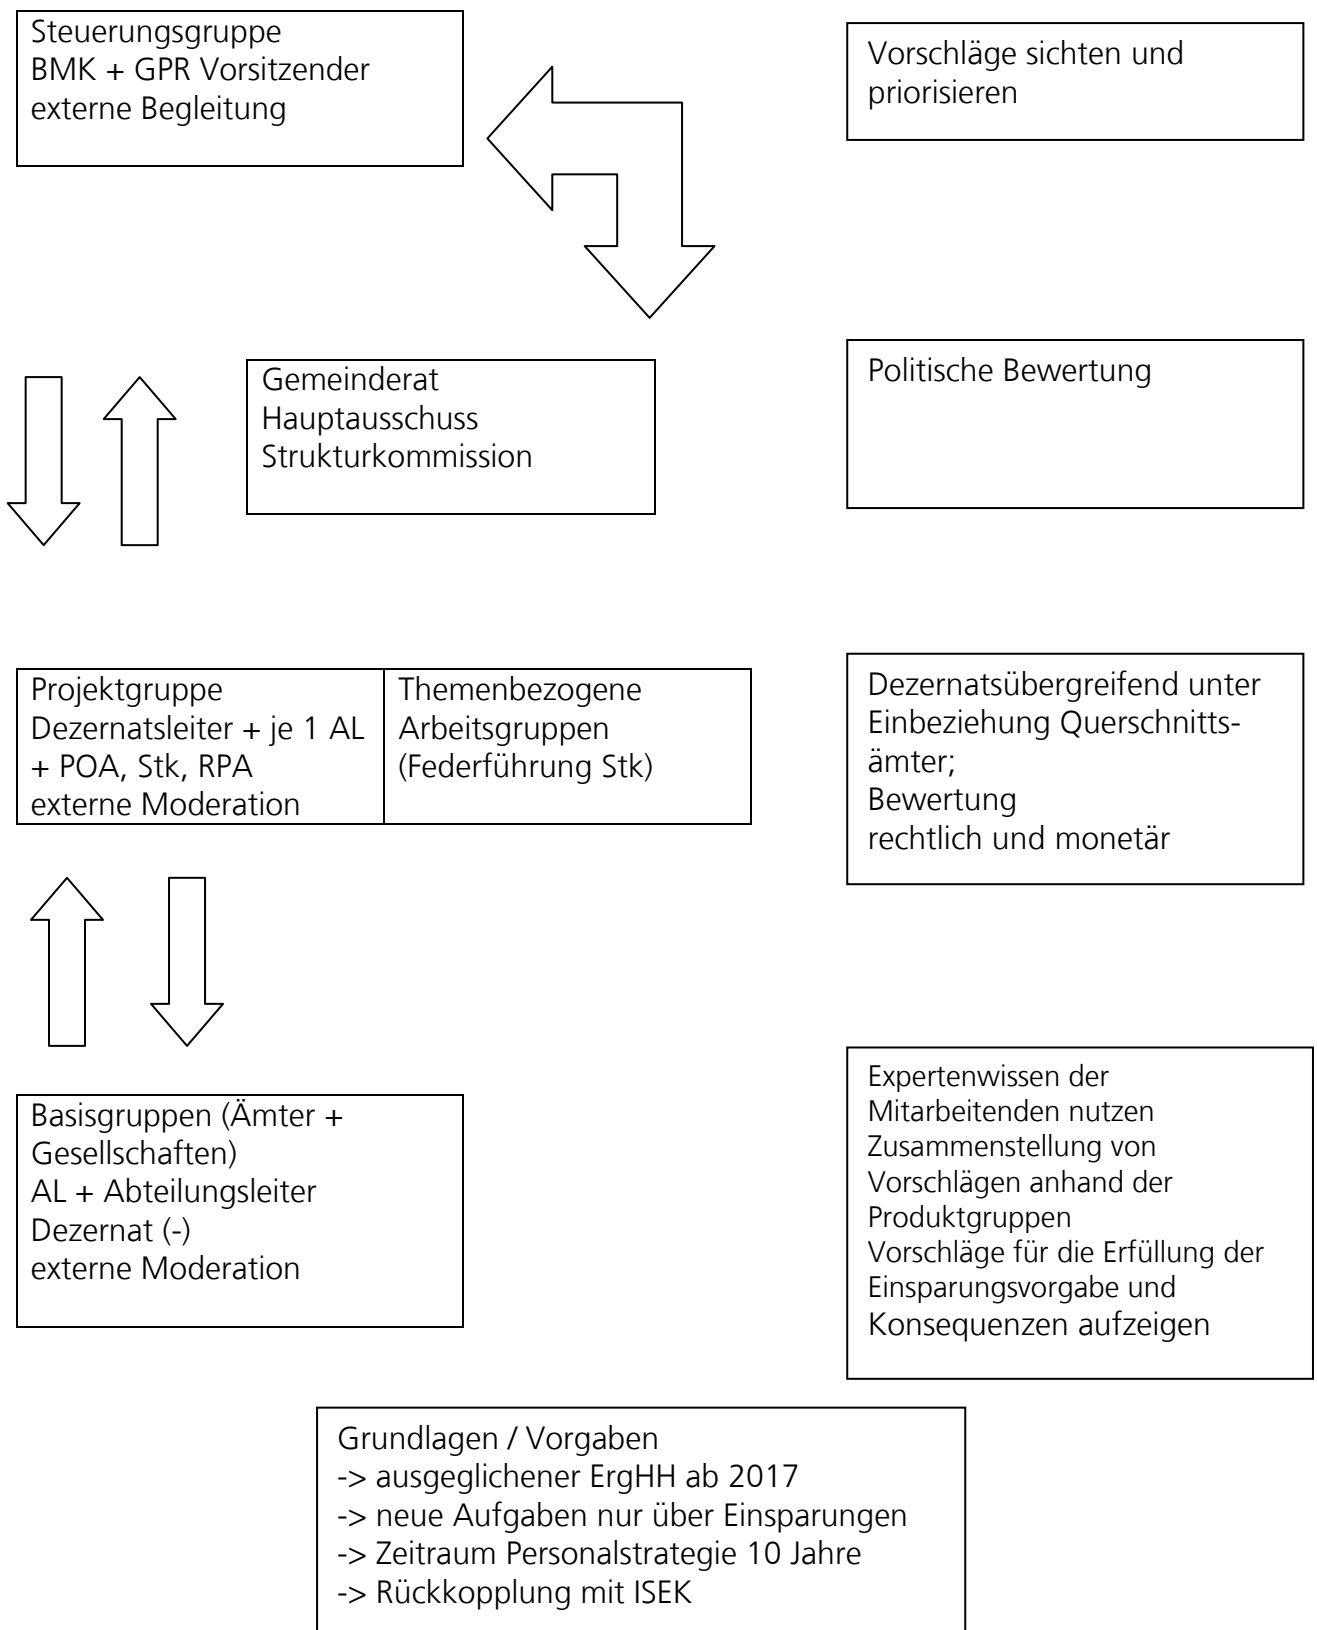 Steuerungsgruppe
BMK + GPR Vorsitzender
externe Begleitung
Vorschläge sichten und
priorisieren
Gemeinderat
Hauptausschuss
Strukturkommission
Politische Bewertung
Projektgruppe
Dezernatsleiter + je 1 AL
+ POA, Stk, RPA
externe Moderation
Themenbezogene
Arbeitsgruppen
(Federführung Stk)
Dezernatsübergreifend unter
Einbeziehung Querschnitts-
ämter;
Bewertung
rechtlich und monetär
Basisgruppen (Ämter +
Gesellschaften)
AL + Abteilungsleiter
Dezernat (-)
externe Moderation
Expertenwissen der
Mitarbeitenden nutzen
Zusammenstellung von
Vorschlägen anhand der
Produktgruppen
Vorschläge für die Erfüllung der
Einsparungsvorgabe und
Konsequenzen aufzeigen
Grundlagen / Vorgaben
-> ausgeglichener ErgHH ab 2017
-> neue Aufgaben nur über Einsparungen
-> Zeitraum Personalstrategie 10 Jahre
-> Rückkopplung mit ISEK